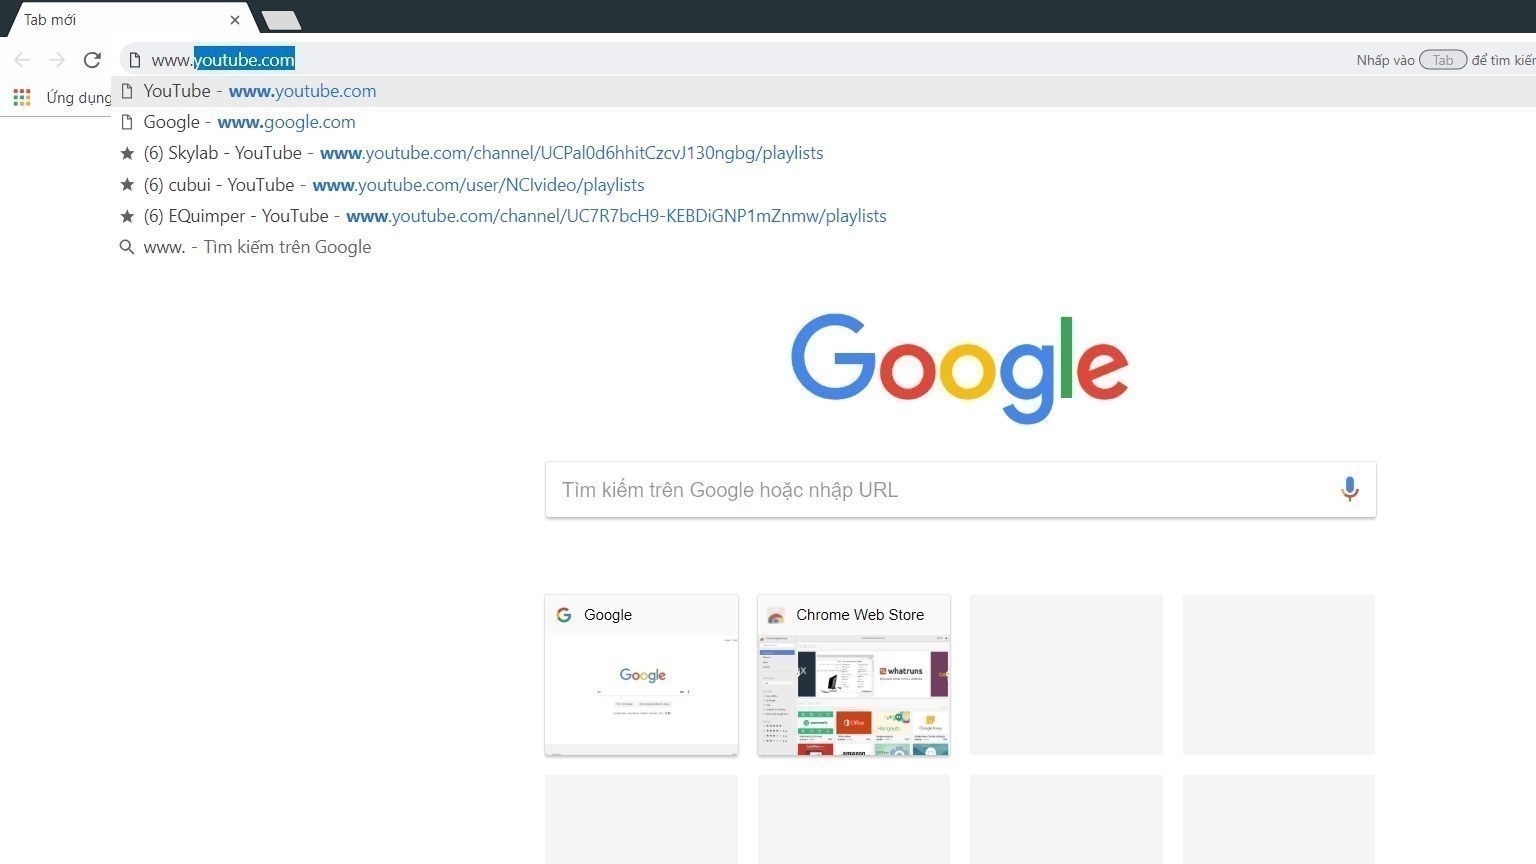 Tab mới
www.youtube.com
Nhấp vào Tab để tìm kiếm
Ứng dụng
YouTube - www.youtube.com
Google - www.google.com
(6) Skylab - YouTube - www.youtube.com/channel/UCPal0d6hhitCzcvJ130ngbg/playlists
(6) cubui - YouTube - www.youtube.com/user/NCIvideo/playlists
(6) EQuimper - YouTube - www.youtube.com/channel/UC7R7bcH9-KEBDiGNP1mZnmw/playlists
www. - Tìm kiếm trên Google
Google
Tìm kiếm trên Google hoặc nhập URL
Google
Chrome Web Store
Google
whatruns
Office
Hangouts
amazon